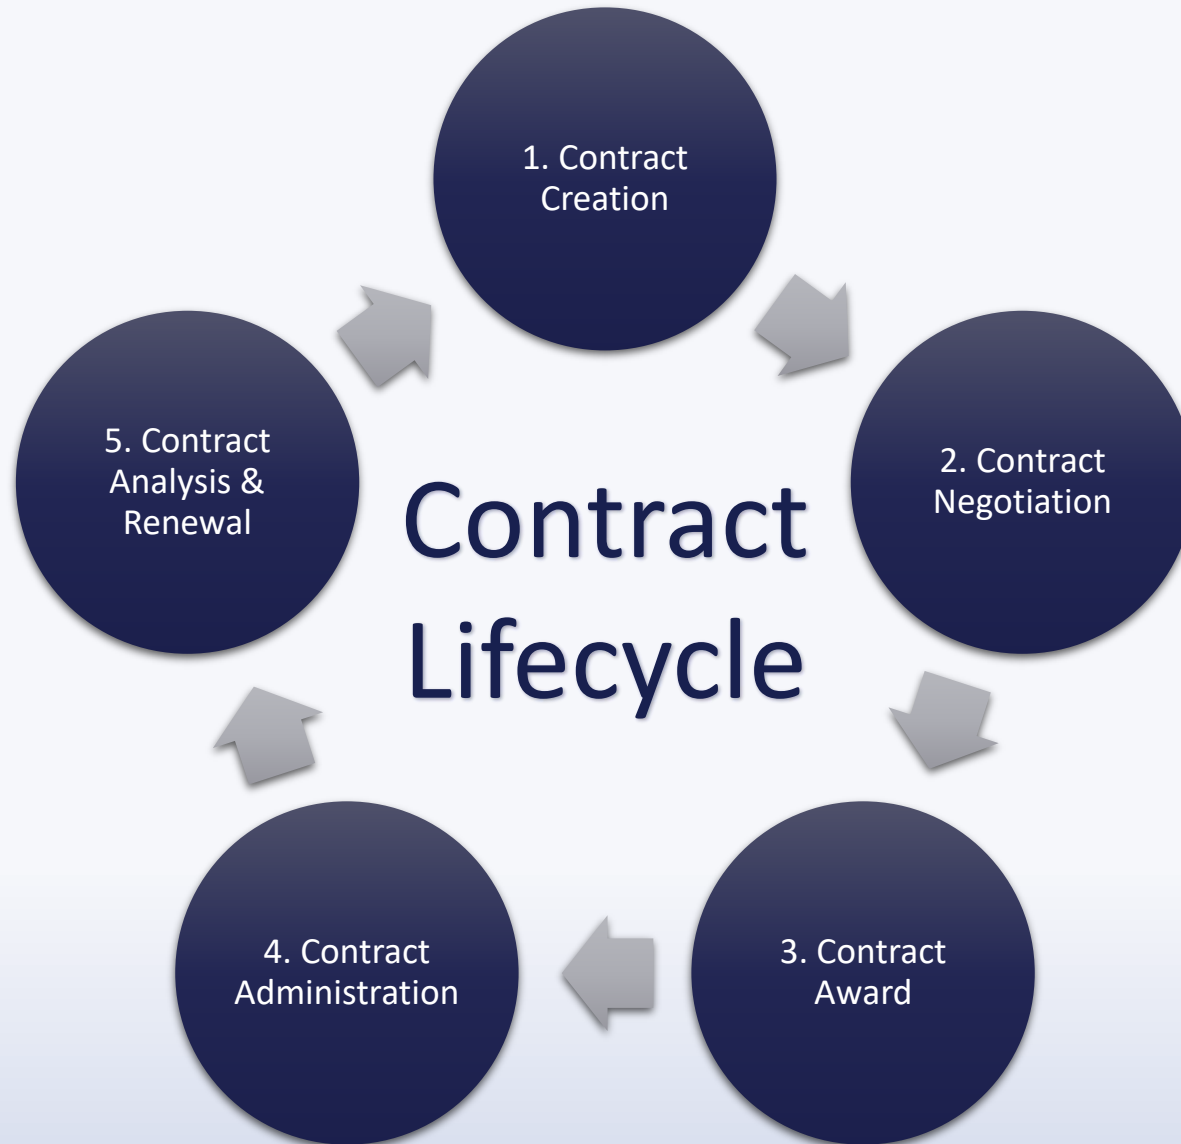 1. Contract
Creation
2. Contract
Negotiation
3. Contract
Award
4. Contract
Administration
5. Contract
Analysis &
Renewal
Contract
Lifecycle